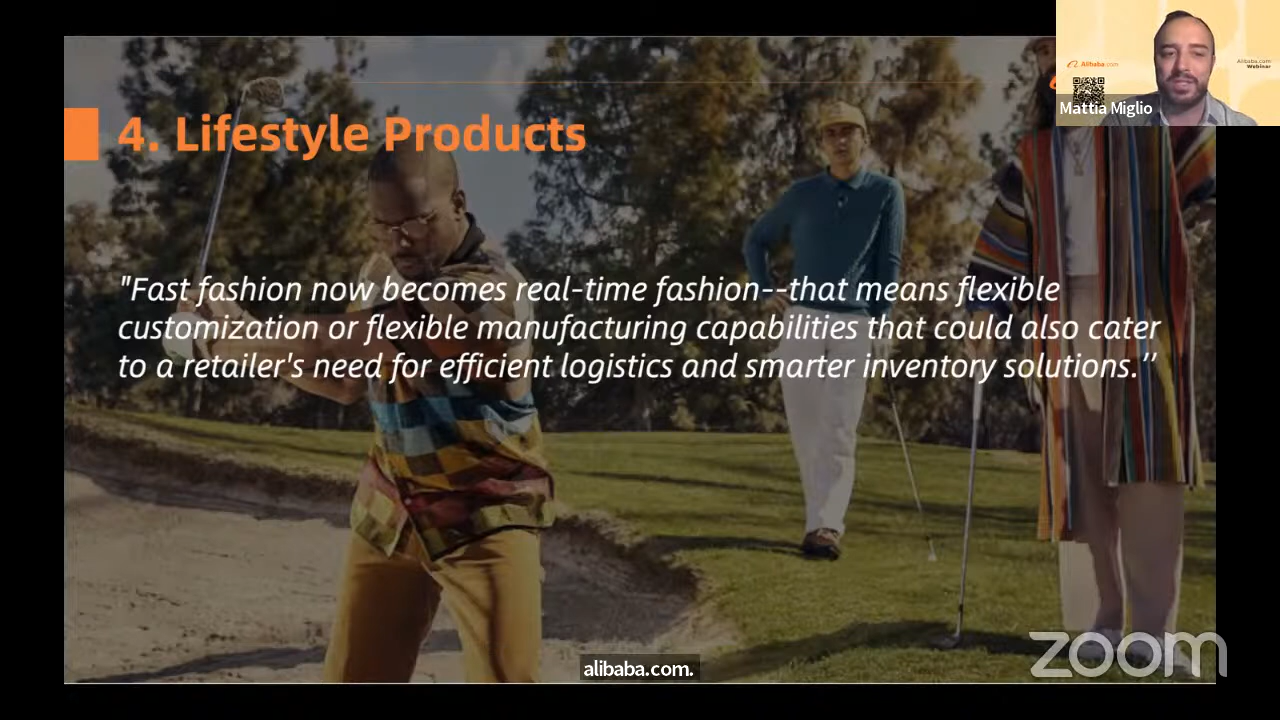 Alibaba.com
Alibaba.com
Webinar
Mattia Miglio
4. Lifestyle Products
"Fast fashion now becomes real-time fashion--that means flexible
customization or flexible manufacturing capabilities that could also cater
to a retailer's need for efficient logistics and smarter inventory solutions.’’
zoom
alibaba.com.